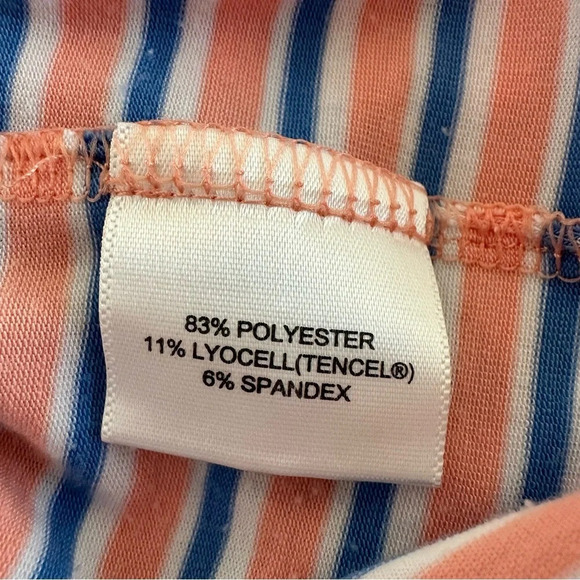 83% POLYESTER
11% LYOCELL(TENCEL®)
6% SPANDEX